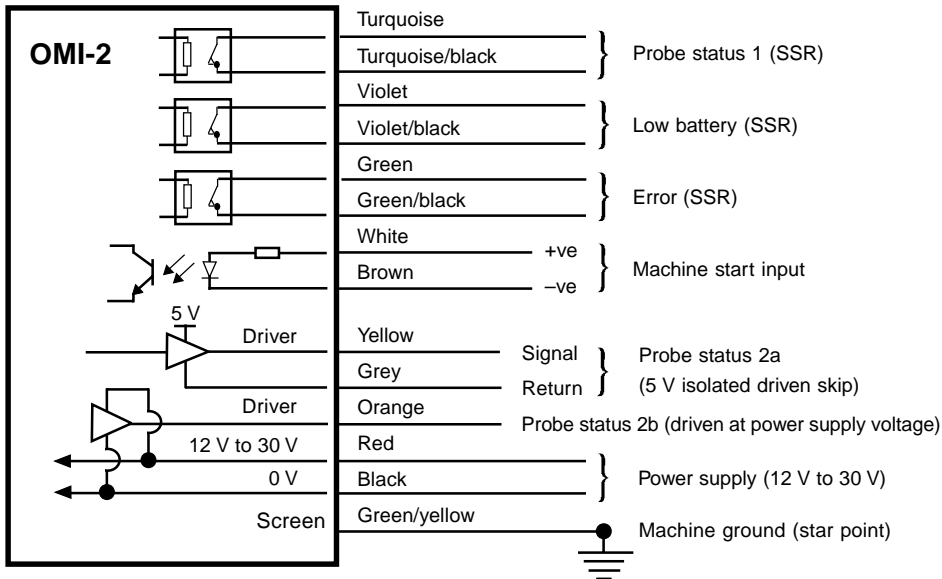 OMI-2
Turquoise
Turquoise/black
Probe status 1 (SSR)
Violet
Violet/black
Low battery (SSR)
Green
Green/black
Error (SSR)
White
+ve
Brown
–ve
Machine start input
5 V
Driver
Yellow
Signal
Probe status 2a
Grey
Return
(5 V isolated driven skip)
Driver
Orange
Probe status 2b (driven at power supply voltage)
12 V to 30 V
Red
0 V
Black
Power supply (12 V to 30 V)
Screen
Green/yellow
Machine ground (star point)